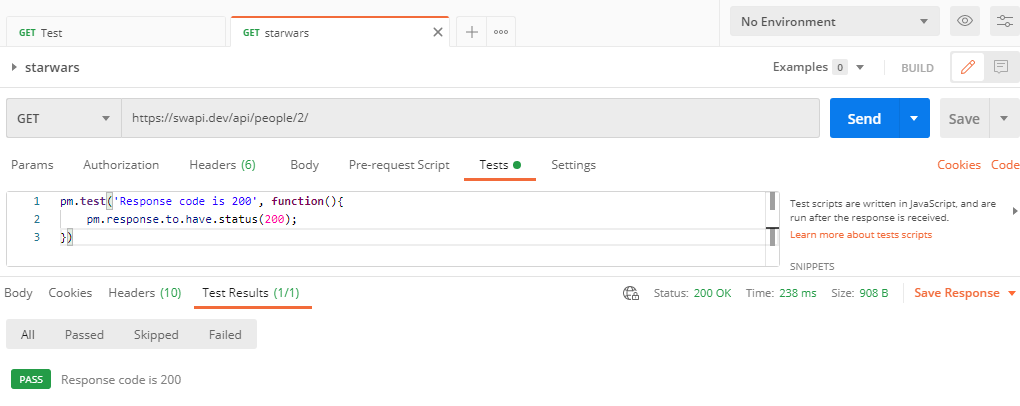 GET Test
GET starwars
No Environment
starwars
Examples 0
BUILD
GET
https://swapi.dev/api/people/2/
Send
Save
Params Authorization Headers (6) Body Pre-request Script Tests Settings
Cookies Code
1 pm.test('Response code is 200', function(){
2 pm.response.to.have.status(200);
3 })
Test scripts are written in JavaScript, and are
run after the response is received.
Learn more about tests scripts
SNIPPETS
Body Cookies Headers (10) Test Results (1/1)
Status: 200 OK Time: 238 ms Size: 908 B
Save Response
All Passed Skipped Failed
PASS Response code is 200